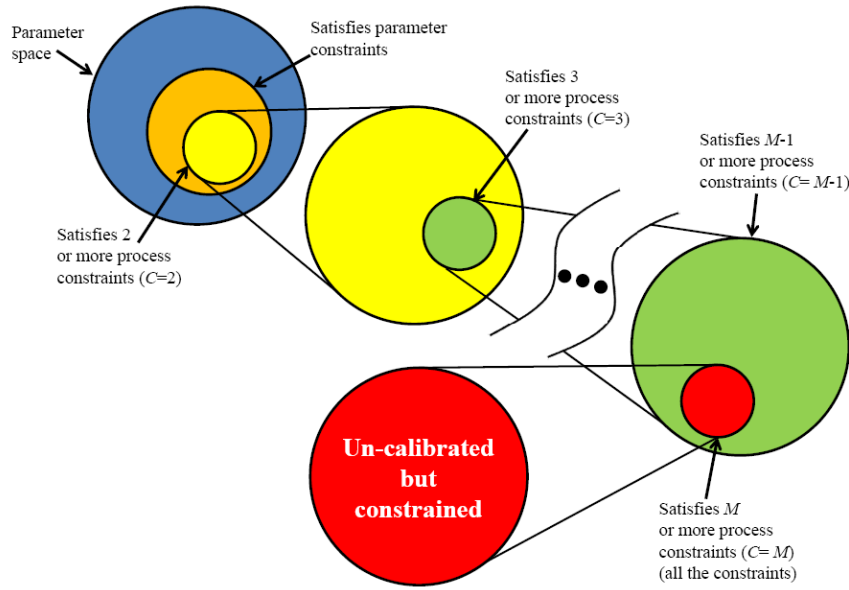 Parameter
space
Satisfies parameter
constraints
Satisfies 3
or more process
constraints (C=3)
Satisfies M-1
or more process
constraints (C= M-1)
Satisfies 2
or more process
constraints (C=2)
Un-calibrated
but
constrained
Satisfies M
or more process
constraints (C= M)
(all the constraints)